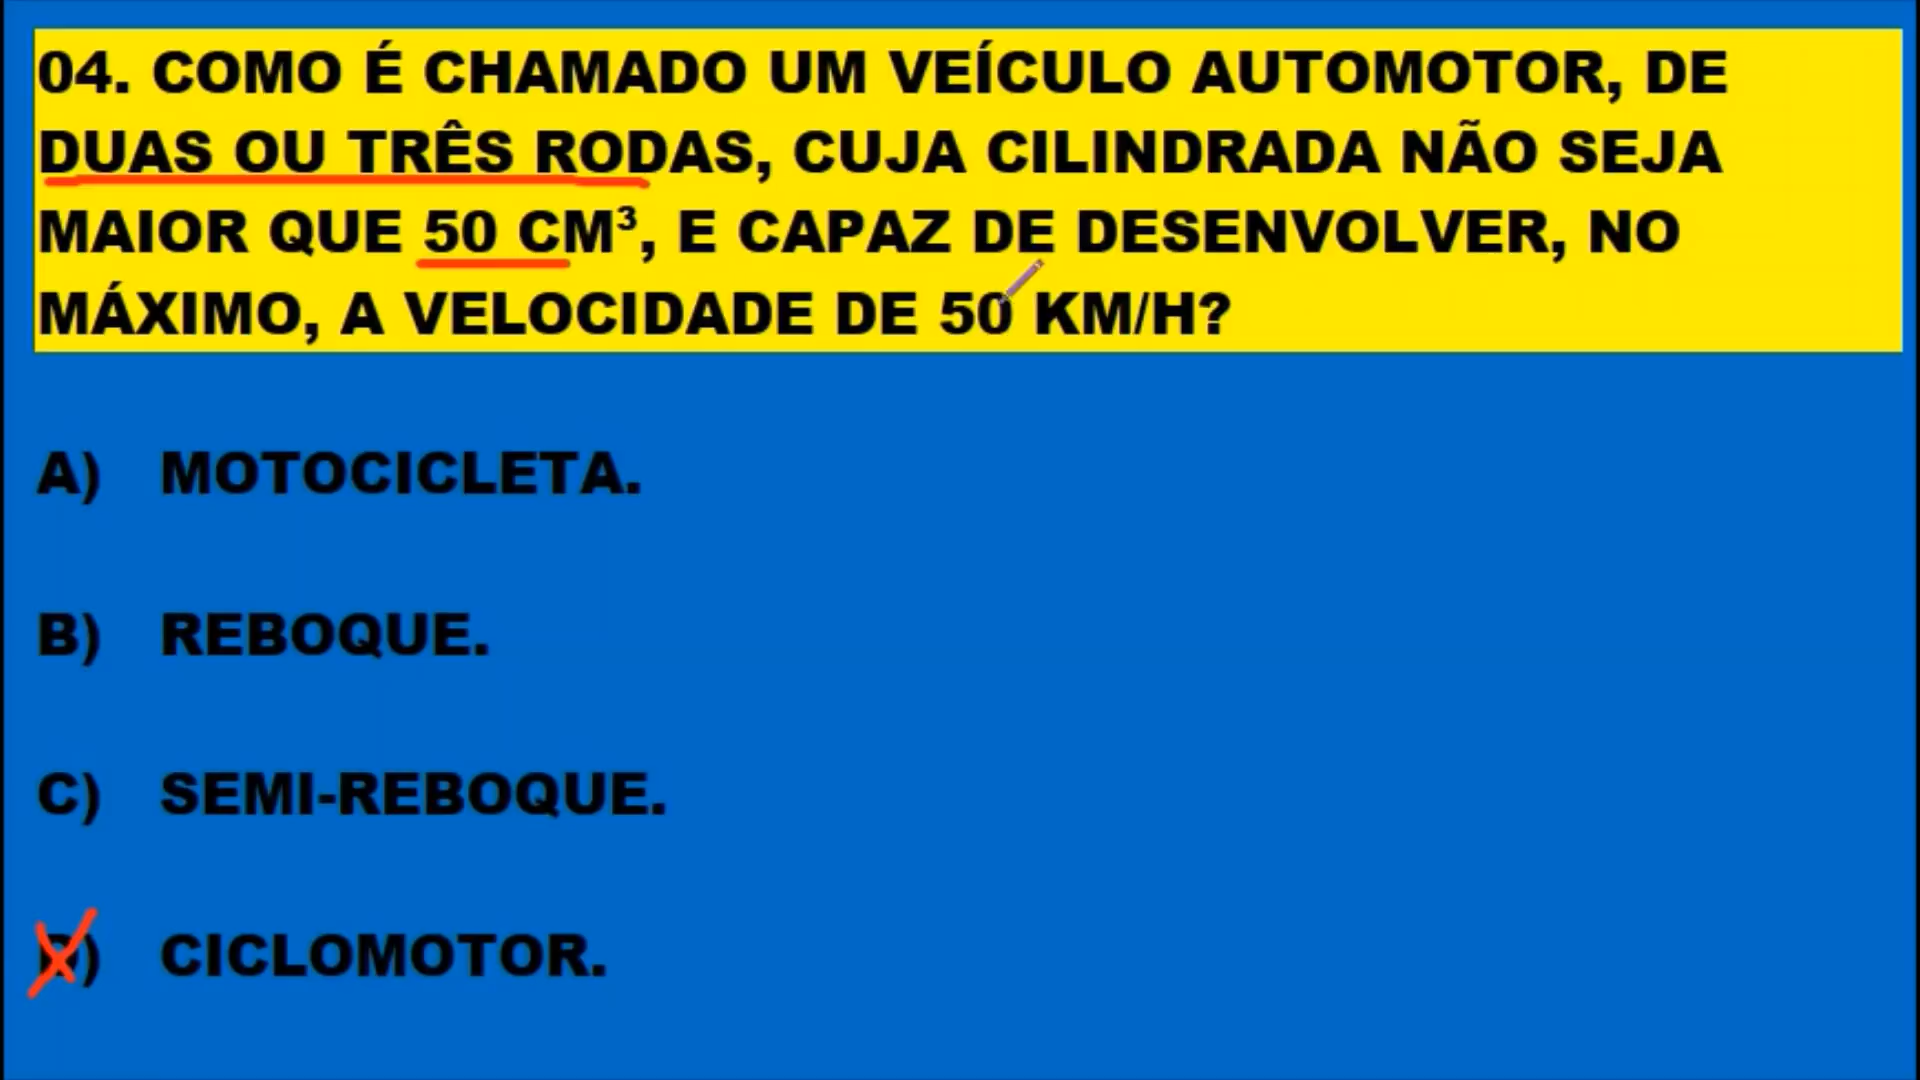 04. COMO É CHAMADO UM VEÍCULO AUTOMOTOR, DE
DUAS OU TRÊS RODAS, CUJA CILINDRADA NÃO SEJA
MAIOR QUE 50 CM³, E CAPAZ DE DESENVOLVER, NO
MÁXIMO, A VELOCIDADE DE 50 KM/H?
A) MOTOCICLETA.
B) REBOQUE.
C) SEMI-REBOQUE.
D) CICLOMOTOR.